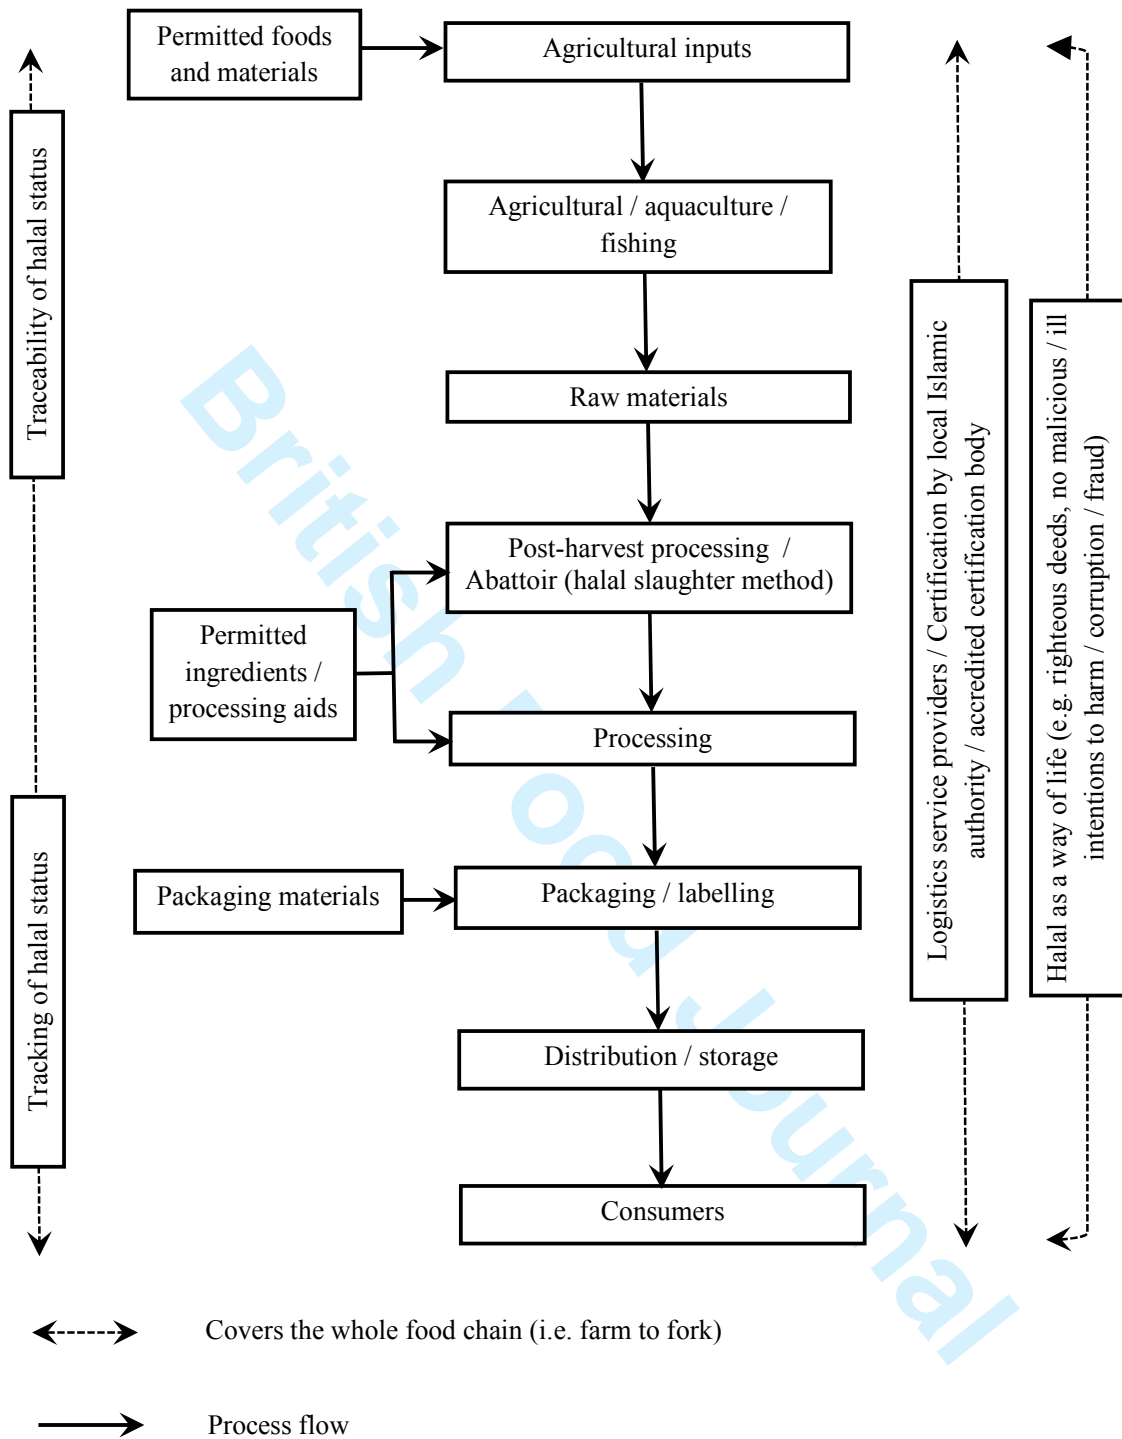 Permitted foods
and materials
Agricultural inputs
Agricultural / aquaculture /
fishing
Raw materials
Post-harvest processing /
Abattoir (halal slaughter method)
Permitted
ingredients /
processing aids
Processing
Packaging materials
Packaging / labelling
Distribution / storage
Consumers
Traceability of halal status
Tracking of halal status
Logistics service providers / Certification by local Islamic
authority / accredited certification body
Halal as a way of life (e.g. righteous deeds, no malicious / ill
intentions to harm / corruption / fraud)
British Food Journal
Covers the whole food chain (i.e. farm to fork)
Process flow